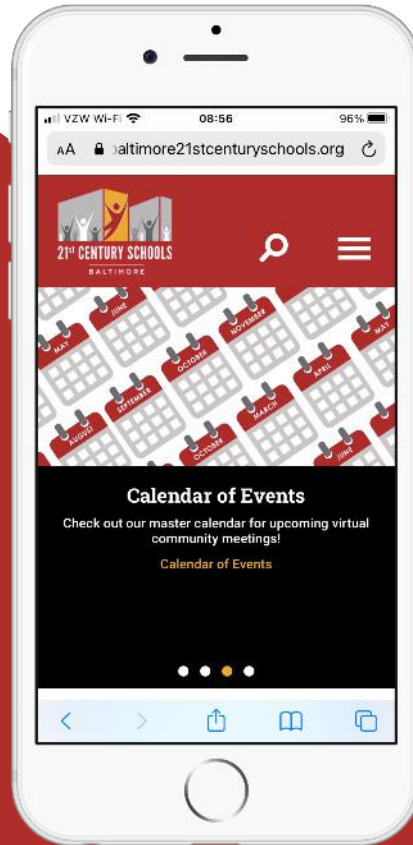 VZW Wi-Fi 08:56 96%
AA baltimore21stcenturyschools.org
21st CENTURY SCHOOLS
BALTIMORE
JUNE
NOVEMBER
MAY
MAY
OCTOBER
SEPTEMBER
APRIL
MARCH
AUGUST
OCTOBER
JUNE
Calendar of Events
Check out our master calendar for upcoming virtual
community meetings!
Calendar of Events